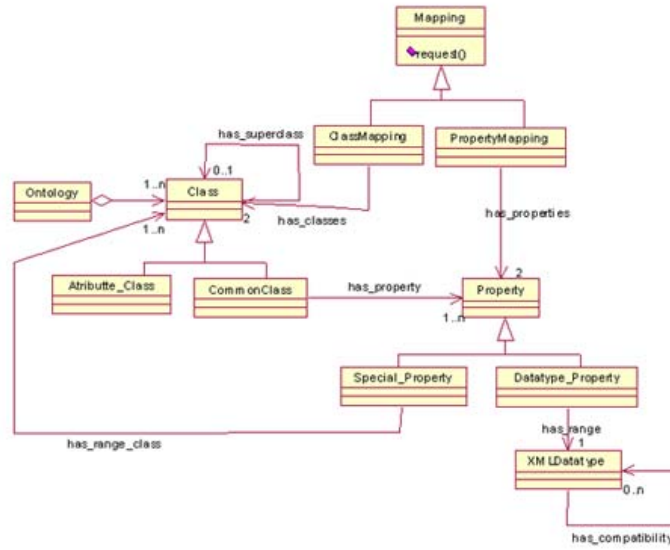 Mapping
request()
has_superclass
ClassMapping
PropertyMapping
0..1
1..n
Ontology
Class
2
has_classes
has_properties
1..n
Atributte_Class
CommonClass
has_property
2
Property
1..n
Special_Property
Datatype_Property
has_range_class
has_range
1
XMLDatatype
0..n
has_compatibility